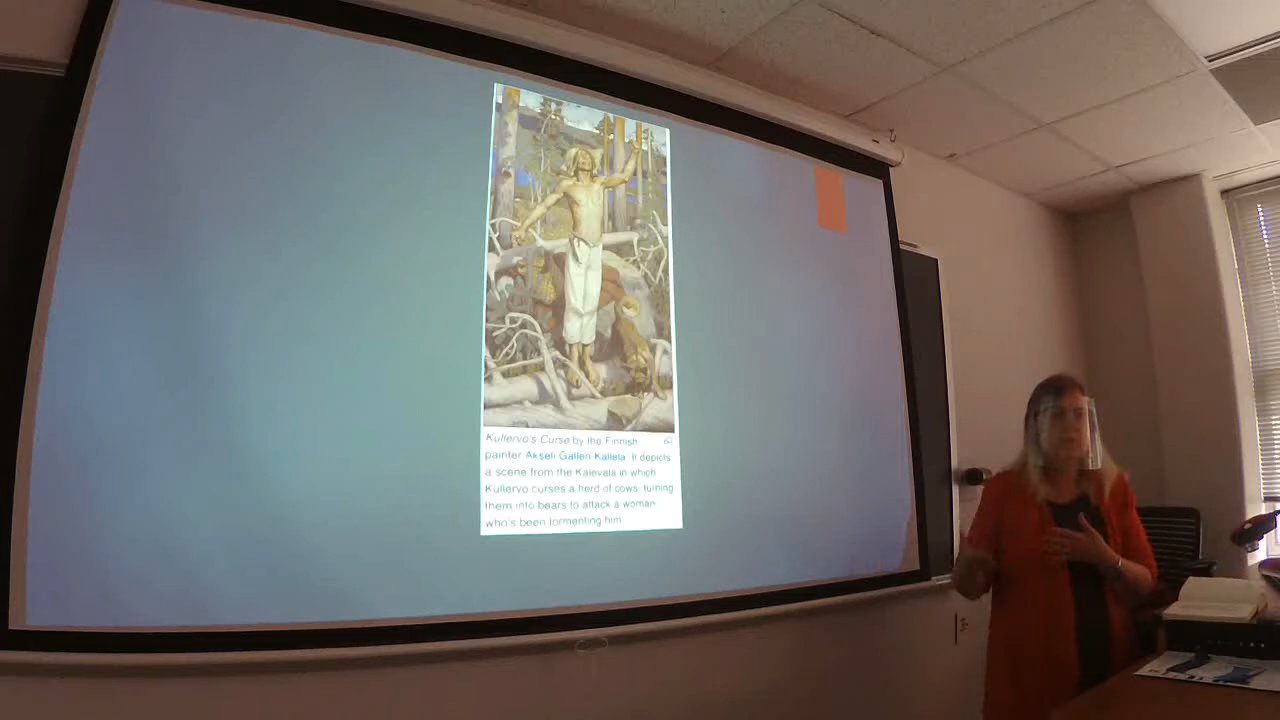 Kullervo's Curse by the Finnish
painter Akseli Gallen-Kallela. It depicts
a scene from the Kalevala in which
Kullervo curses a herd of cows, turning
them into bears to attack a woman
who's been tormenting him